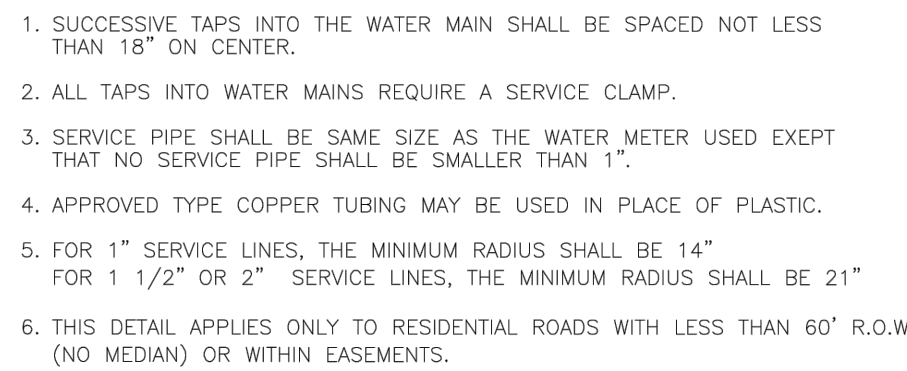 1. SUCCESSIVE TAPS INTO THE WATER MAIN SHALL BE SPACED NOT LESS
THAN 18" ON CENTER.
2. ALL TAPS INTO WATER MAINS REQUIRE A SERVICE CLAMP.
3. SERVICE PIPE SHALL BE SAME SIZE AS THE WATER METER USED EXEPT
THAT NO SERVICE PIPE SHALL BE SMALLER THAN 1".
4. APPROVED TYPE COPPER TUBING MAY BE USED IN PLACE OF PLASTIC.
5. FOR 1" SERVICE LINES, THE MINIMUM RADIUS SHALL BE 14"
FOR 1 1/2" OR 2" SERVICE LINES, THE MINIMUM RADIUS SHALL BE 21"
6. THIS DETAIL APPLIES ONLY TO RESIDENTIAL ROADS WITH LESS THAN 60' R.O.W
(NO MEDIAN) OR WITHIN EASEMENTS.